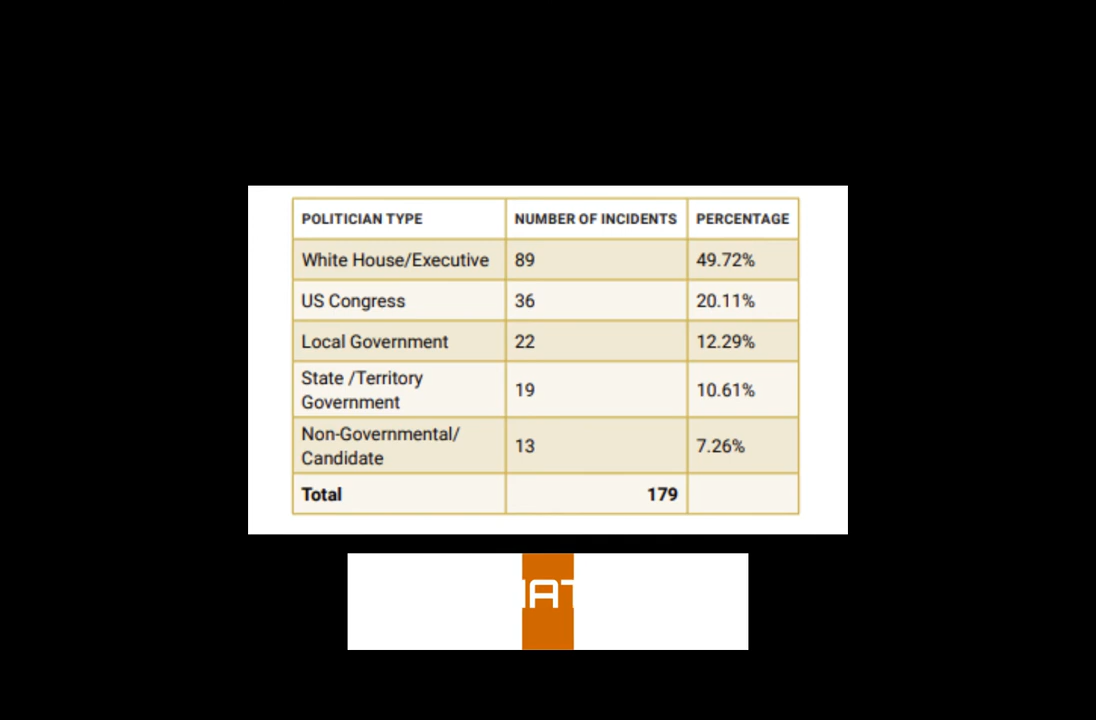 POLITICIAN TYPE NUMBER OF INCIDENTS PERCENTAGE
White House/Executive 89 49.72%
US Congress 36 20.11%
Local Government 22 12.29%
State /Territory
Government 19 10.61%
Non-Governmental/
Candidate 13 7.26%
Total 179